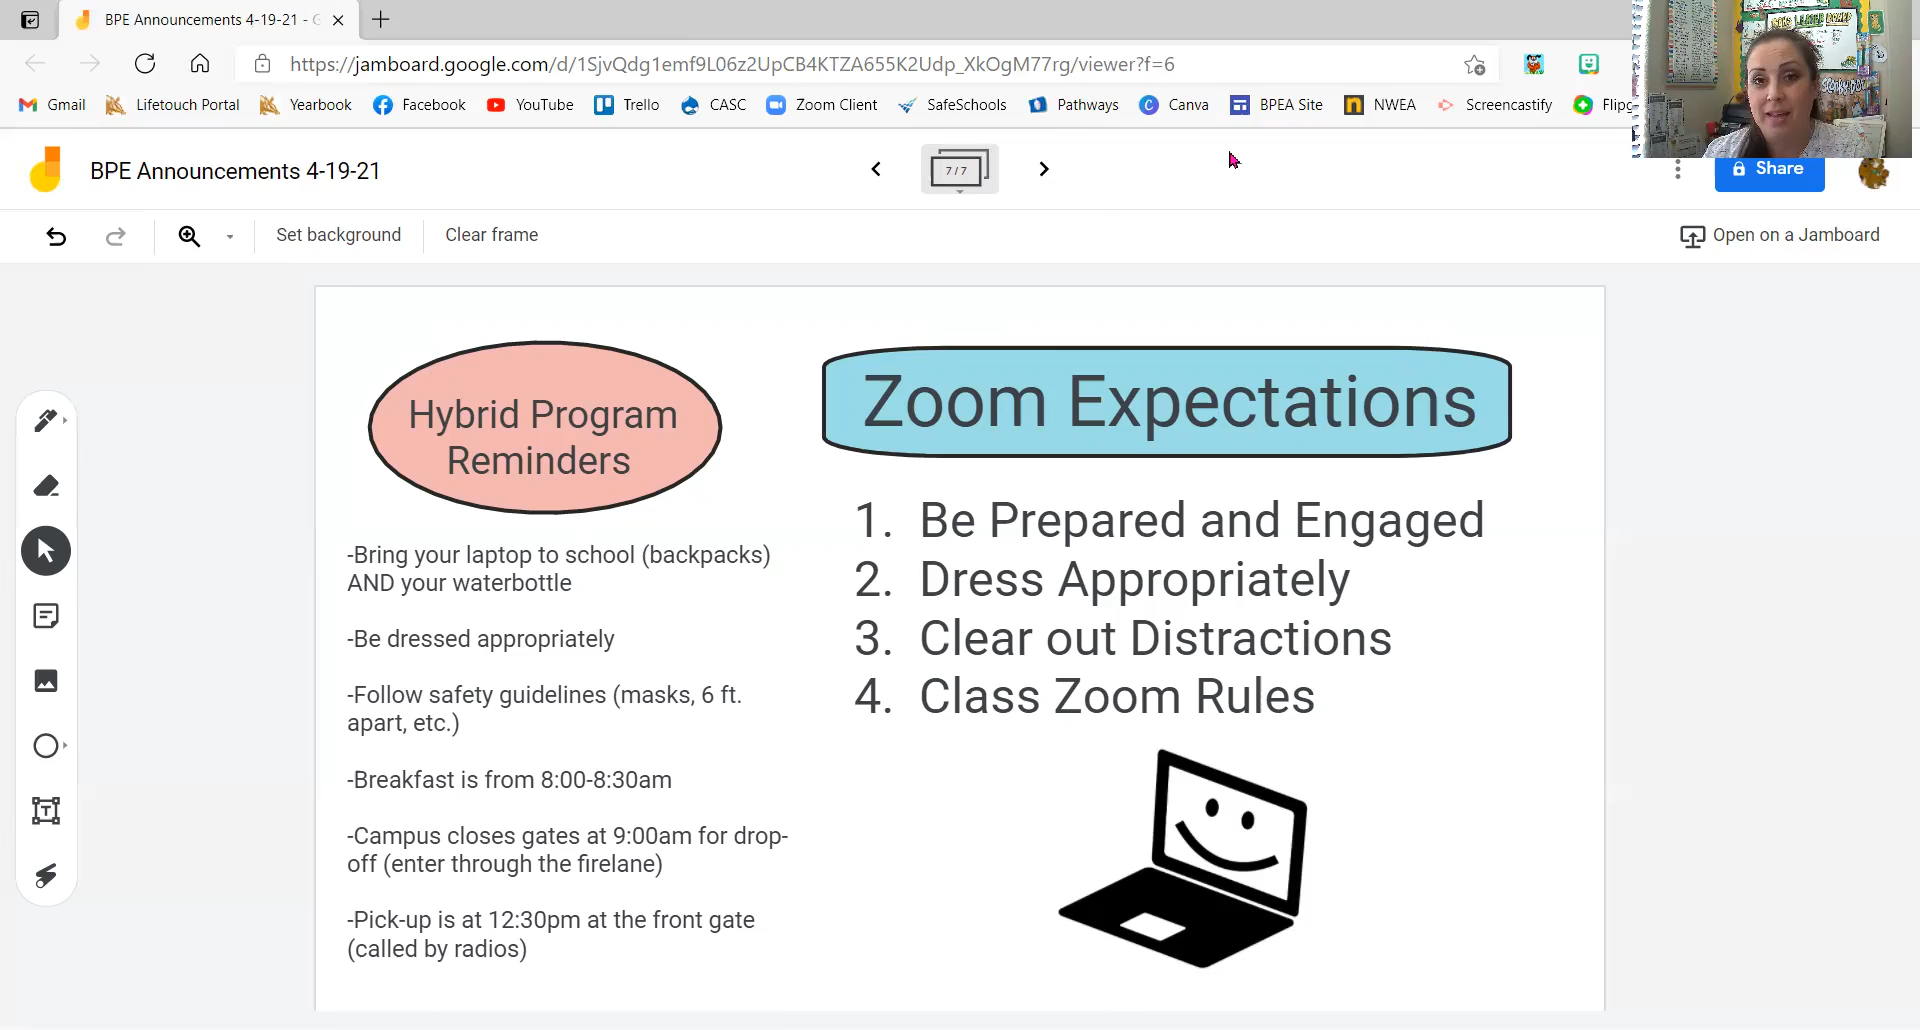 BPE Announcements 4-19-21 - G
https://jamboard.google.com/d/1SjvQdg1emf9L06z2UpCB4KTZA655K2Udp_XkOgM77rg/viewer?f=6
Gmail Lifetouch Portal Yearbook Facebook YouTube Trello CASC Zoom Client SafeSchools Pathways Canva BPEA Site NWEA Screencastify Flipg
BPE Announcements 4-19-21
7 / 7
Share
Set background
Clear frame
Open on a Jamboard
Hybrid Program
Reminders
-Bring your laptop to school (backpacks)
AND your waterbottle
-Be dressed appropriately
-Follow safety guidelines (masks, 6 ft.
apart, etc.)
-Breakfast is from 8:00-8:30am
-Campus closes gates at 9:00am for drop-
off (enter through the firelane)
-Pick-up is at 12:30pm at the front gate
(called by radios)
Zoom Expectations
1. Be Prepared and Engaged
2. Dress Appropriately
3. Clear out Distractions
4. Class Zoom Rules